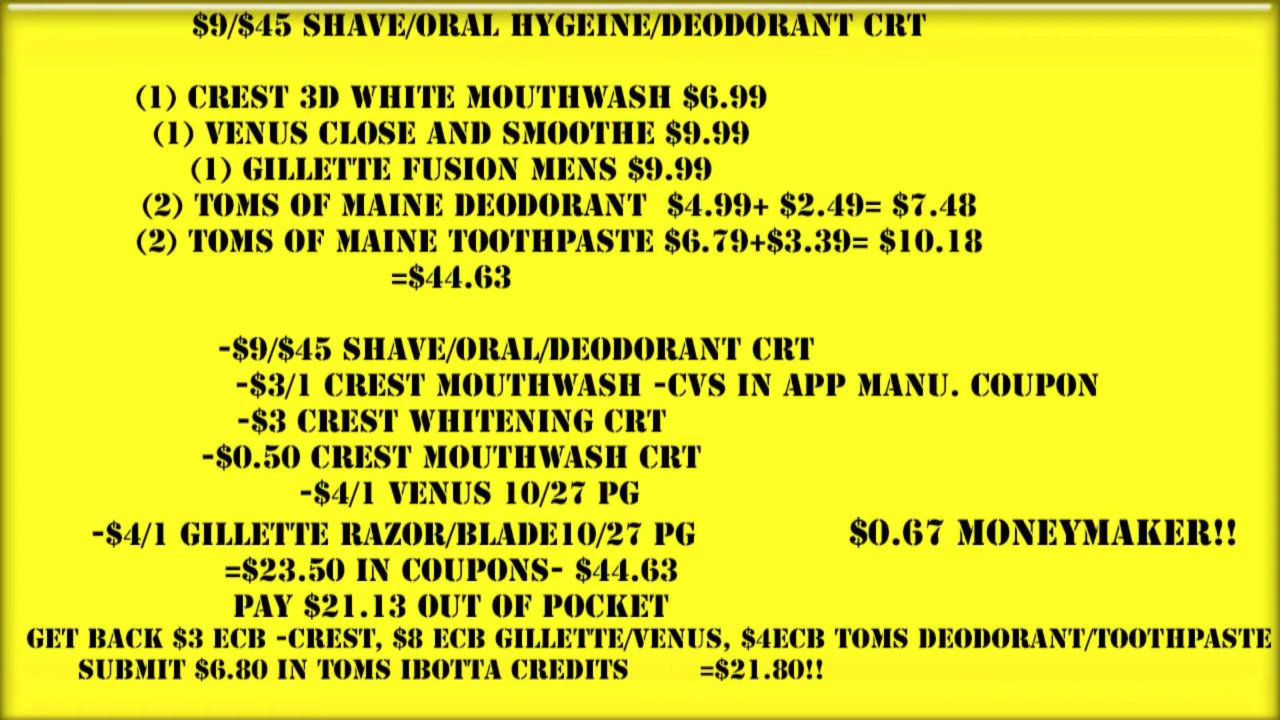 $9/$45 SHAVE/ORAL HYGEINE/DEODORANT CRT
(1) CREST 3D WHITE MOUTHWASH $6.99
(1) VENUS CLOSE AND SMOOTHE $9.99
(1) GILLETTE FUSION MENS $9.99
(2) TOMS OF MAINE DEODORANT $4.99+ $2.49= $7.48
(2) TOMS OF MAINE TOOTHPASTE $6.79+$3.39= $10.18
=$44.63
-$9/$45 SHAVE/ORAL/DEODORANT CRT
-$3/1 CREST MOUTHWASH -CVS IN APP MANU. COUPON
-$3 CREST WHITENING CRT
-$0.50 CREST MOUTHWASH CRT
-$4/1 VENUS 10/27 PG
-$4/1 GILLETTE RAZOR/BLADE10/27 PG $0.67 MONEYMAKER!!
=$23.50 IN COUPONS- $44.63
PAY $21.13 OUT OF POCKET
GET BACK $3 ECB -CREST, $8 ECB GILLETTE/VENUS, $4ECB TOMS DEODORANT/TOOTHPASTE
SUBMIT $6.80 IN TOMS IBOTTA CREDITS =$21.80!!